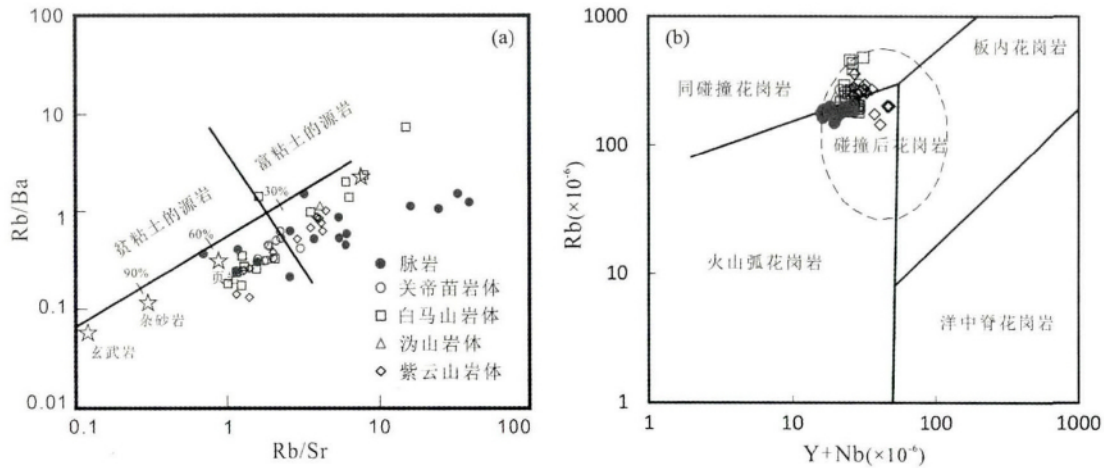 (a)
100
10
1
0.1
0.01
Rb/Ba
0.1
1
10
100
Rb/Sr
富粘土的源岩
贫粘土的源岩
30%
60%
90%
杂砂岩
玄武岩
脉岩
关帝苗岩体
白马山岩体
沩山岩体
紫云山岩体
(b)
1000
100
10
1
Rb(×10⁻⁶)
1
10
100
1000
Y+Nb(×10⁻⁶)
同碰撞花岗岩
板内花岗岩
碰撞后花岗岩
火山弧花岗岩
洋中脊花岗岩